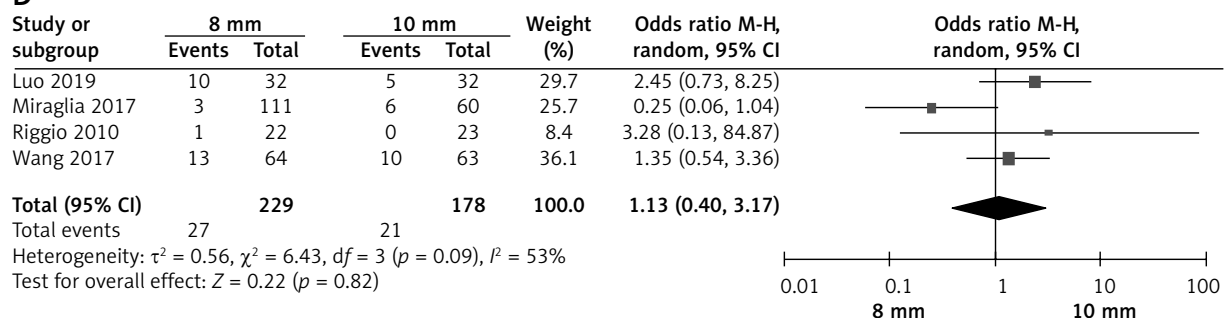 Study or 8 mm 10 mm Weight Odds ratio M-H, Odds ratio M-H,
subgroup Events Total Events Total (%) random, 95% CI random, 95% CI
Luo 2019 10 32 5 32 29.7 2.45 (0.73, 8.25)
Miraglia 2017 3 111 6 60 25.7 0.25 (0.06, 1.04)
Riggio 2010 1 22 0 23 8.4 3.28 (0.13, 84.87)
Wang 2017 13 64 10 63 36.1 1.35 (0.54, 3.36)
Total (95% CI) 229 178 100.0 1.13 (0.40, 3.17)
Total events 27 21
Heterogeneity: τ² = 0.56, χ² = 6.43, df = 3 (p = 0.09), I² = 53%
Test for overall effect: Z = 0.22 (p = 0.82)
0.01 0.1 1 10 100
8 mm 10 mm